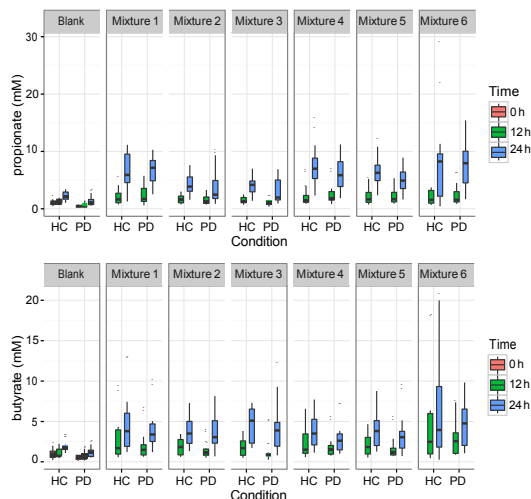 Blank Mixture 1 Mixture 2 Mixture 3 Mixture 4 Mixture 5 Mixture 6
30
20
10
0
propionate (mM)
HC PD HC PD HC PD HC PD HC PD HC PD HC PD
Condition
Time
0 h
12 h
24 h
Blank Mixture 1 Mixture 2 Mixture 3 Mixture 4 Mixture 5 Mixture 6
20
15
10
5
0
butyrate (mM)
HC PD HC PD HC PD HC PD HC PD HC PD HC PD
Condition
Time
0 h
12 h
24 h